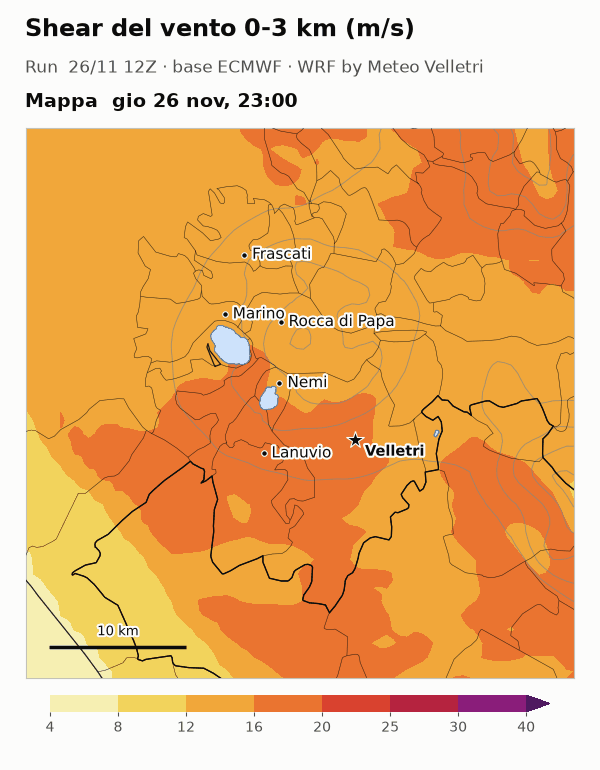 Shear del vento 0-3 km (m/s)
Run  26/11 12Z · base ECMWF · WRF by Meteo Velletri
Mappa  gio 26 nov, 23:00
Frascati
Marino
Rocca di Papa
Nemi
Velletri
Lanuvio
10 km
4 8 12 16 20 25 30 40